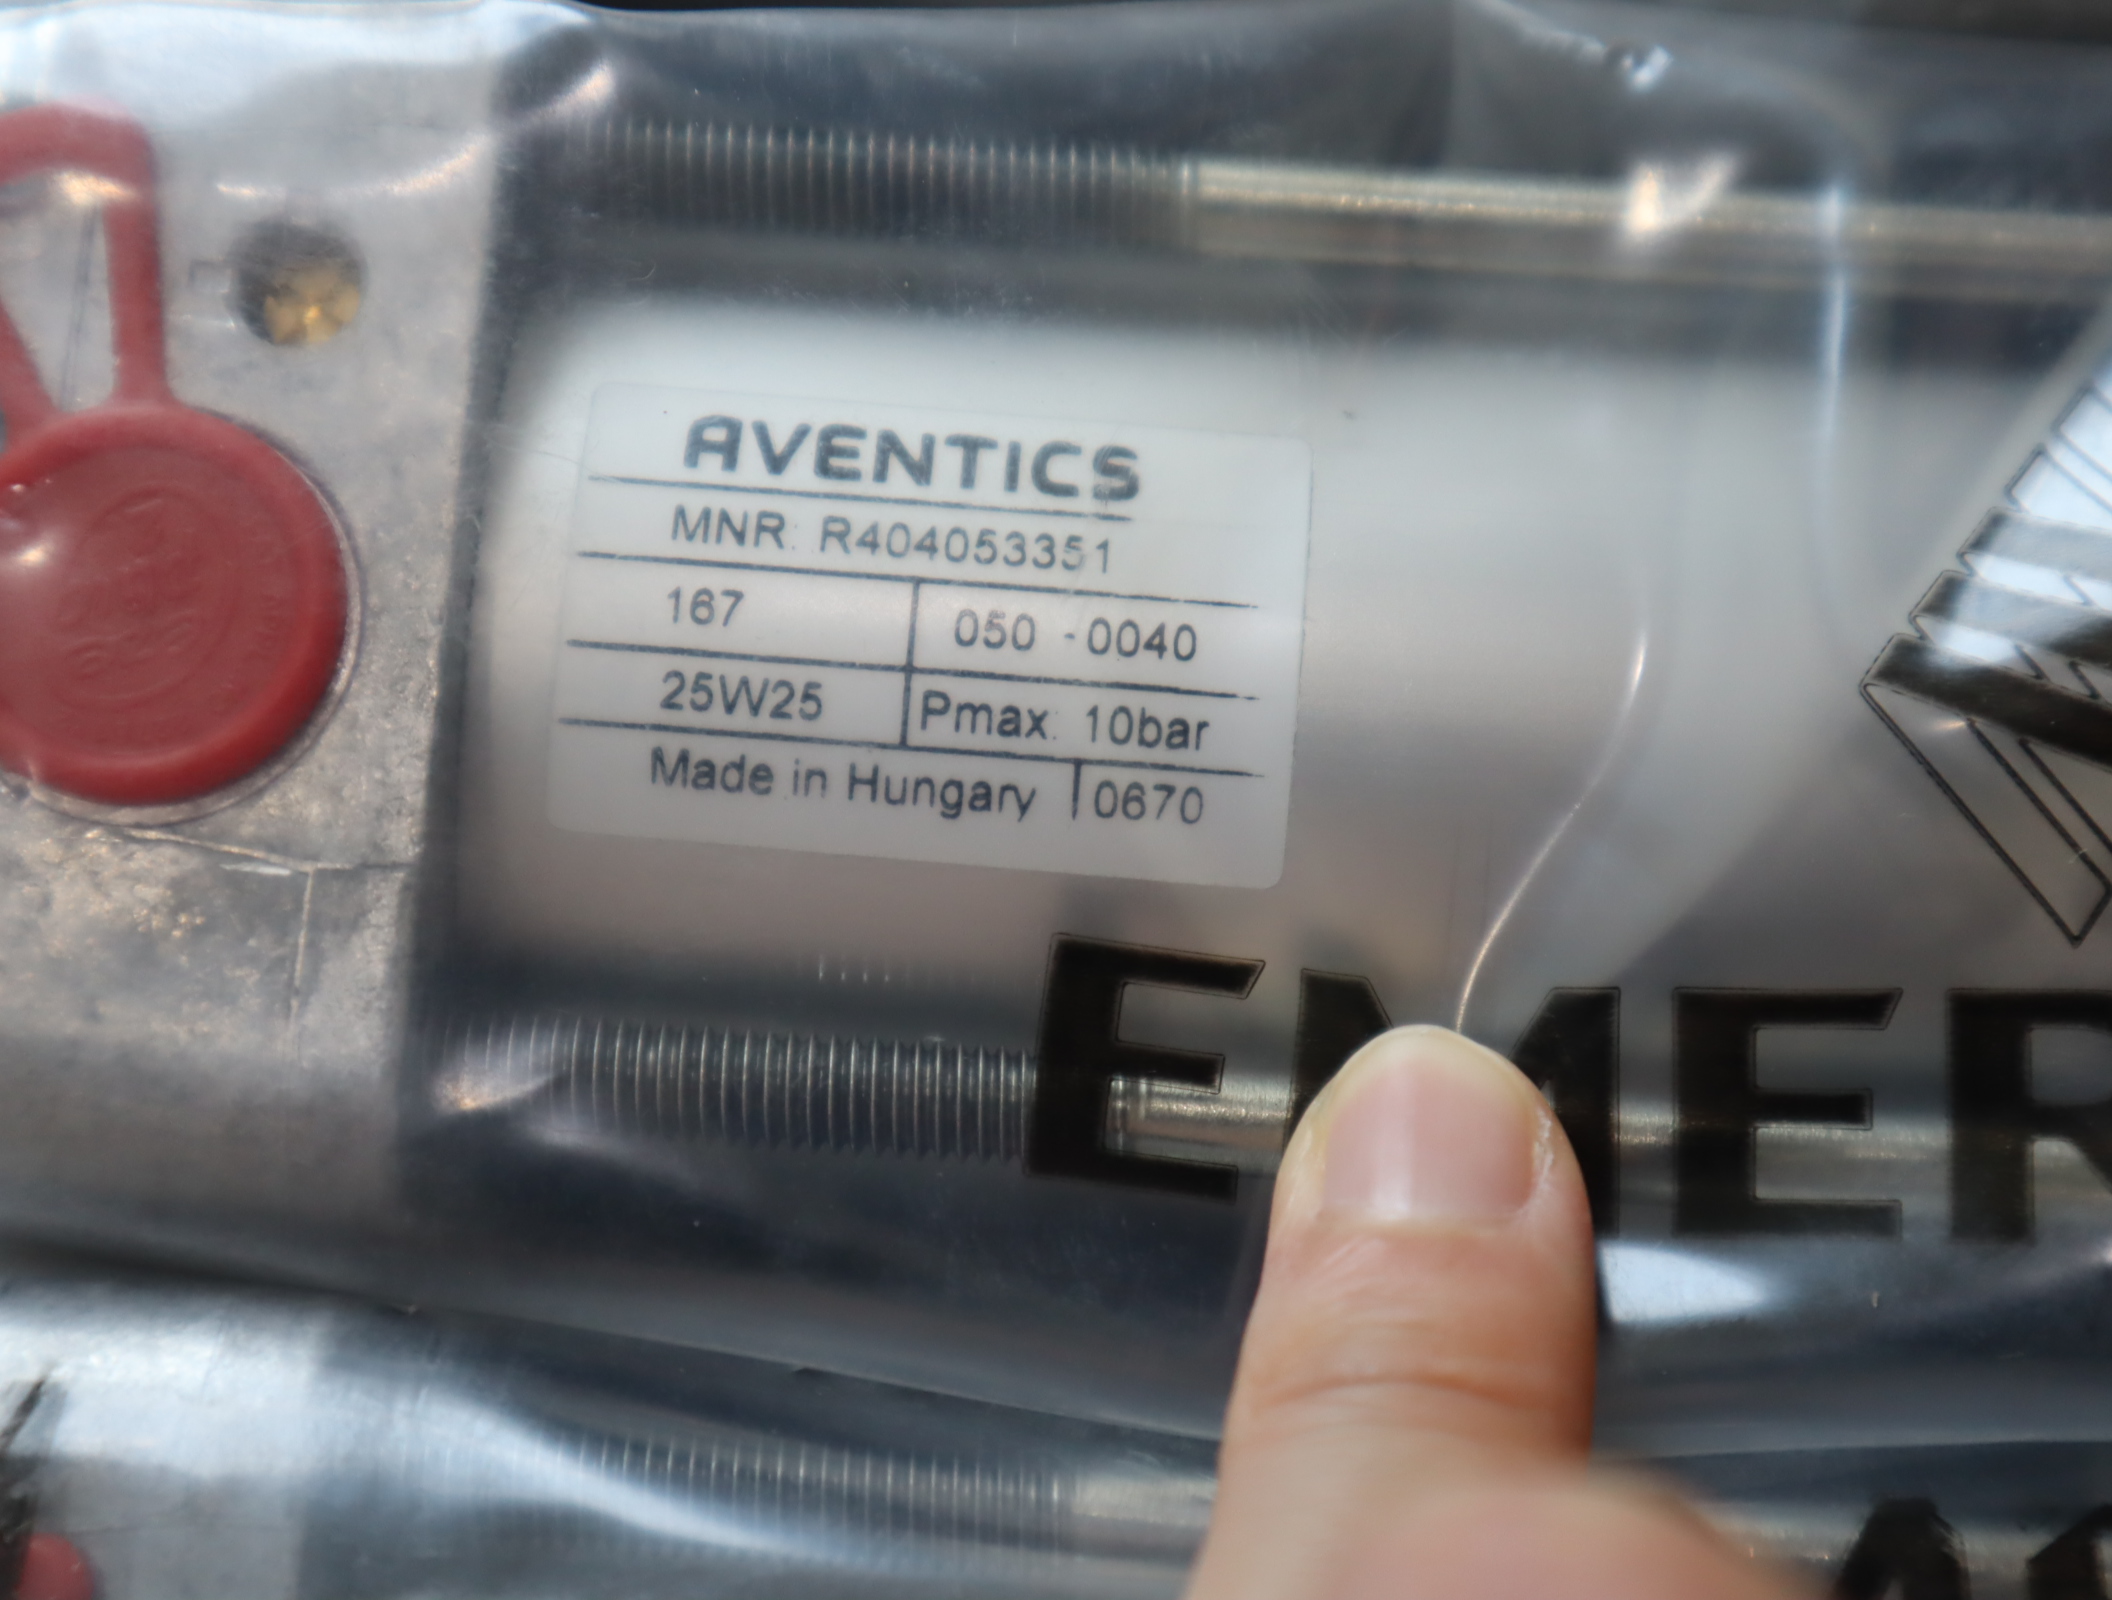 AVENTICS
MNR: R404053351
167 050 -0040
25W25 Pmax: 10bar
Made in Hungary 0670
EMER